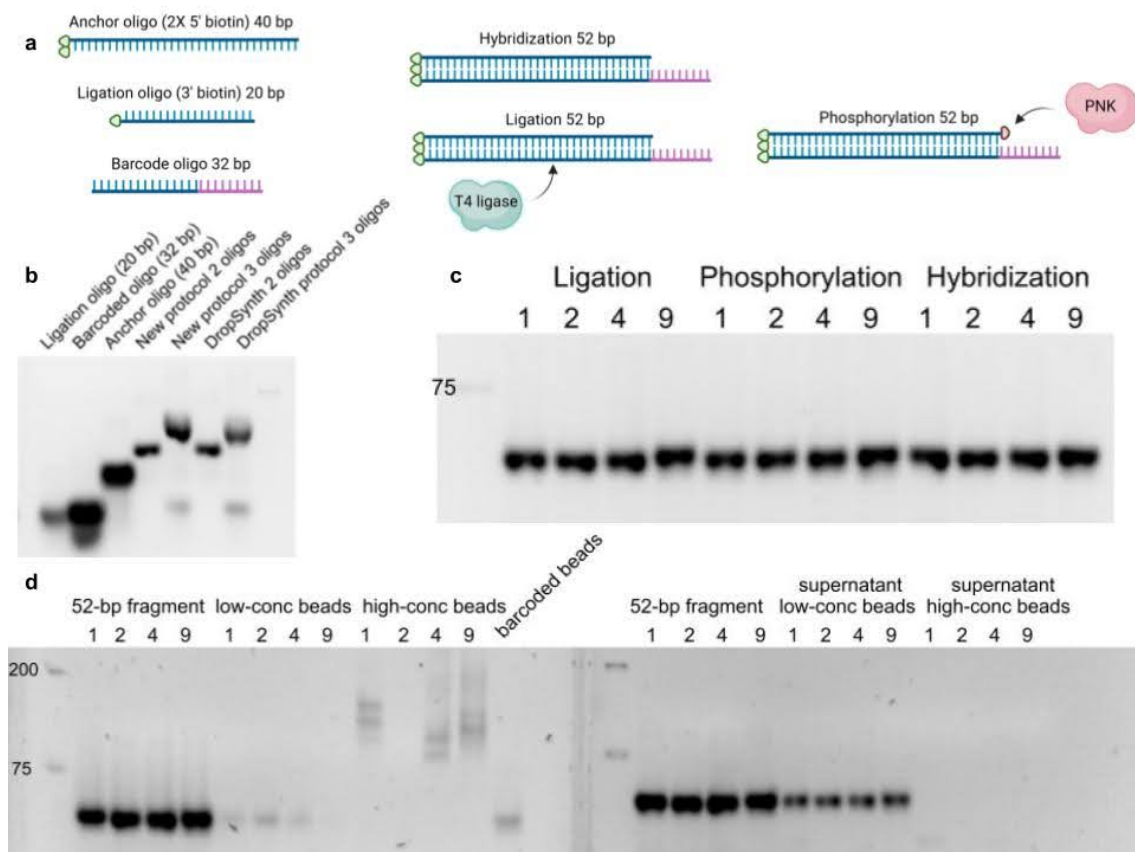 a
Anchor oligo (2X 5' biotin) 40 bp
Ligation oligo (3' biotin) 20 bp
Barcode oligo 32 bp
Hybridization 52 bp
Ligation 52 bp
T4 ligase
Phosphorylation 52 bp
PNK
b
Ligation oligo (20 bp)
Barcoded oligo (32 bp)
Anchor oligo (40 bp)
New protocol 2 oligos
New protocol 3 oligos
DropSynth 2 oligos
DropSynth protocol 3 oligos
c
Ligation Phosphorylation Hybridization
1 2 4 9 1 2 4 9 1 2 4 9
75
d
52-bp fragment low-conc beads high-conc beads barcoded beads
1 2 4 9 1 2 4 9 1 2 4 9
200
75
52-bp fragment supernatant low-conc beads supernatant high-conc beads
1 2 4 9 1 2 4 9 1 2 4 9